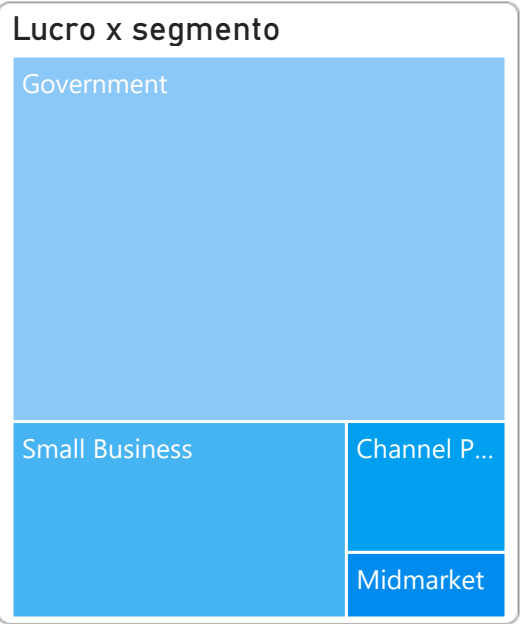 Lucro x segmento
Government
Small Business
Channel P...
Midmarket